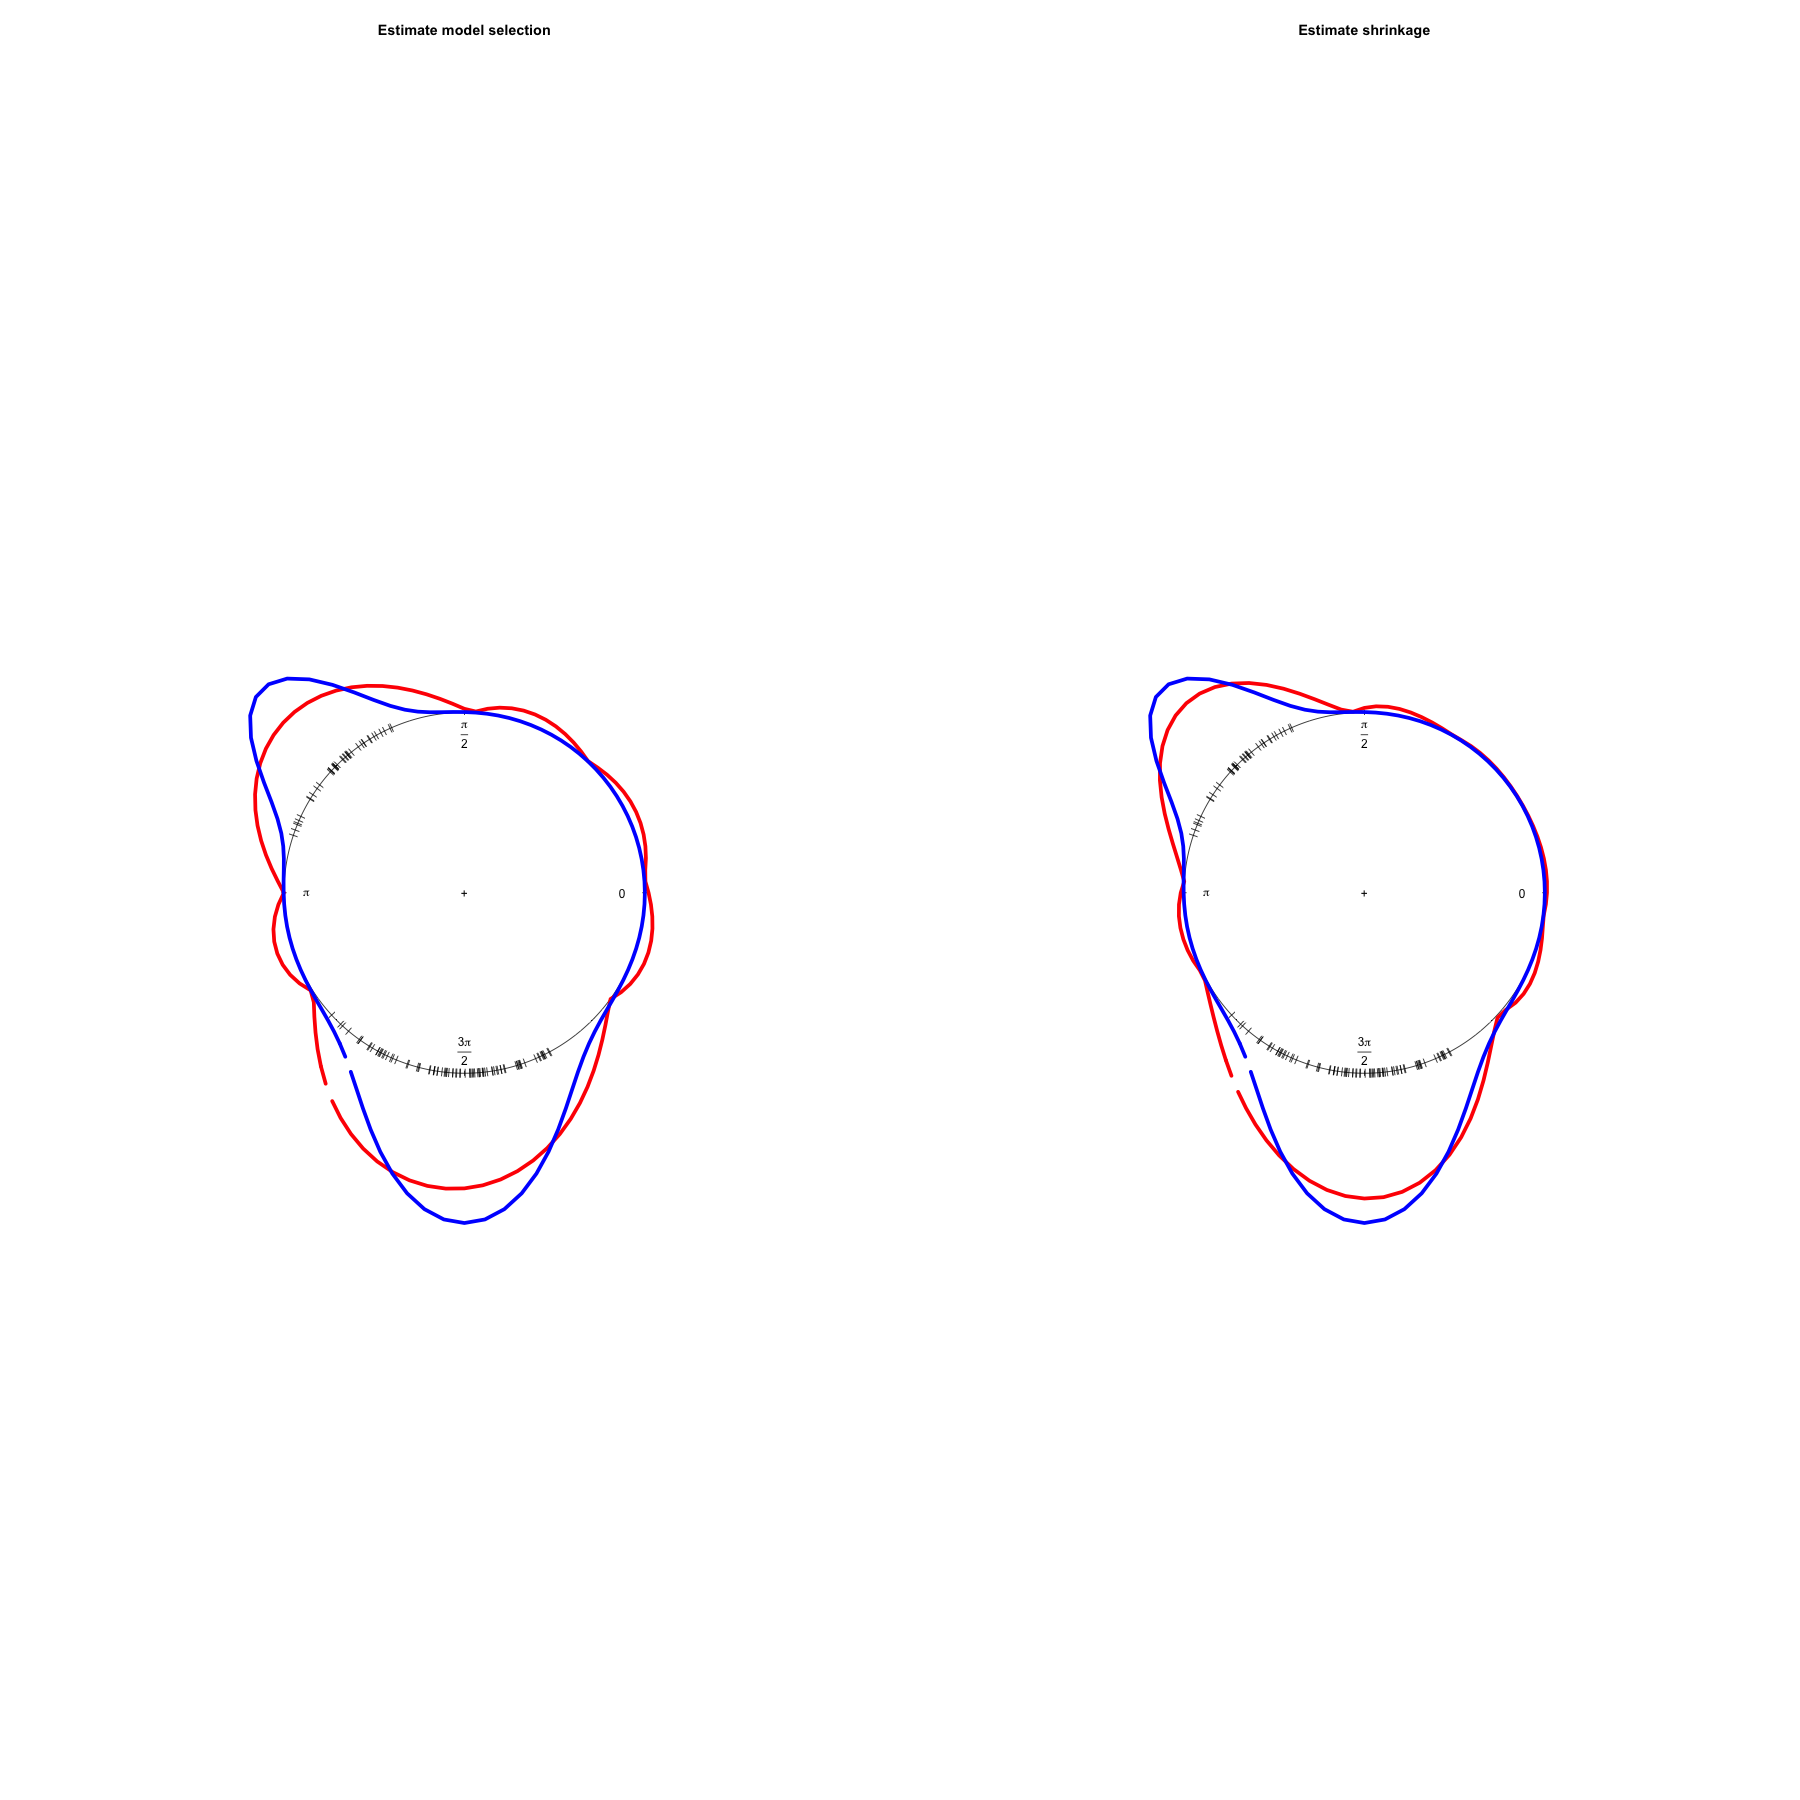 Estimate model selection
Estimate shrinkage
π
2
π
+
0
3π
2
π
2
π
+
0
3π
2